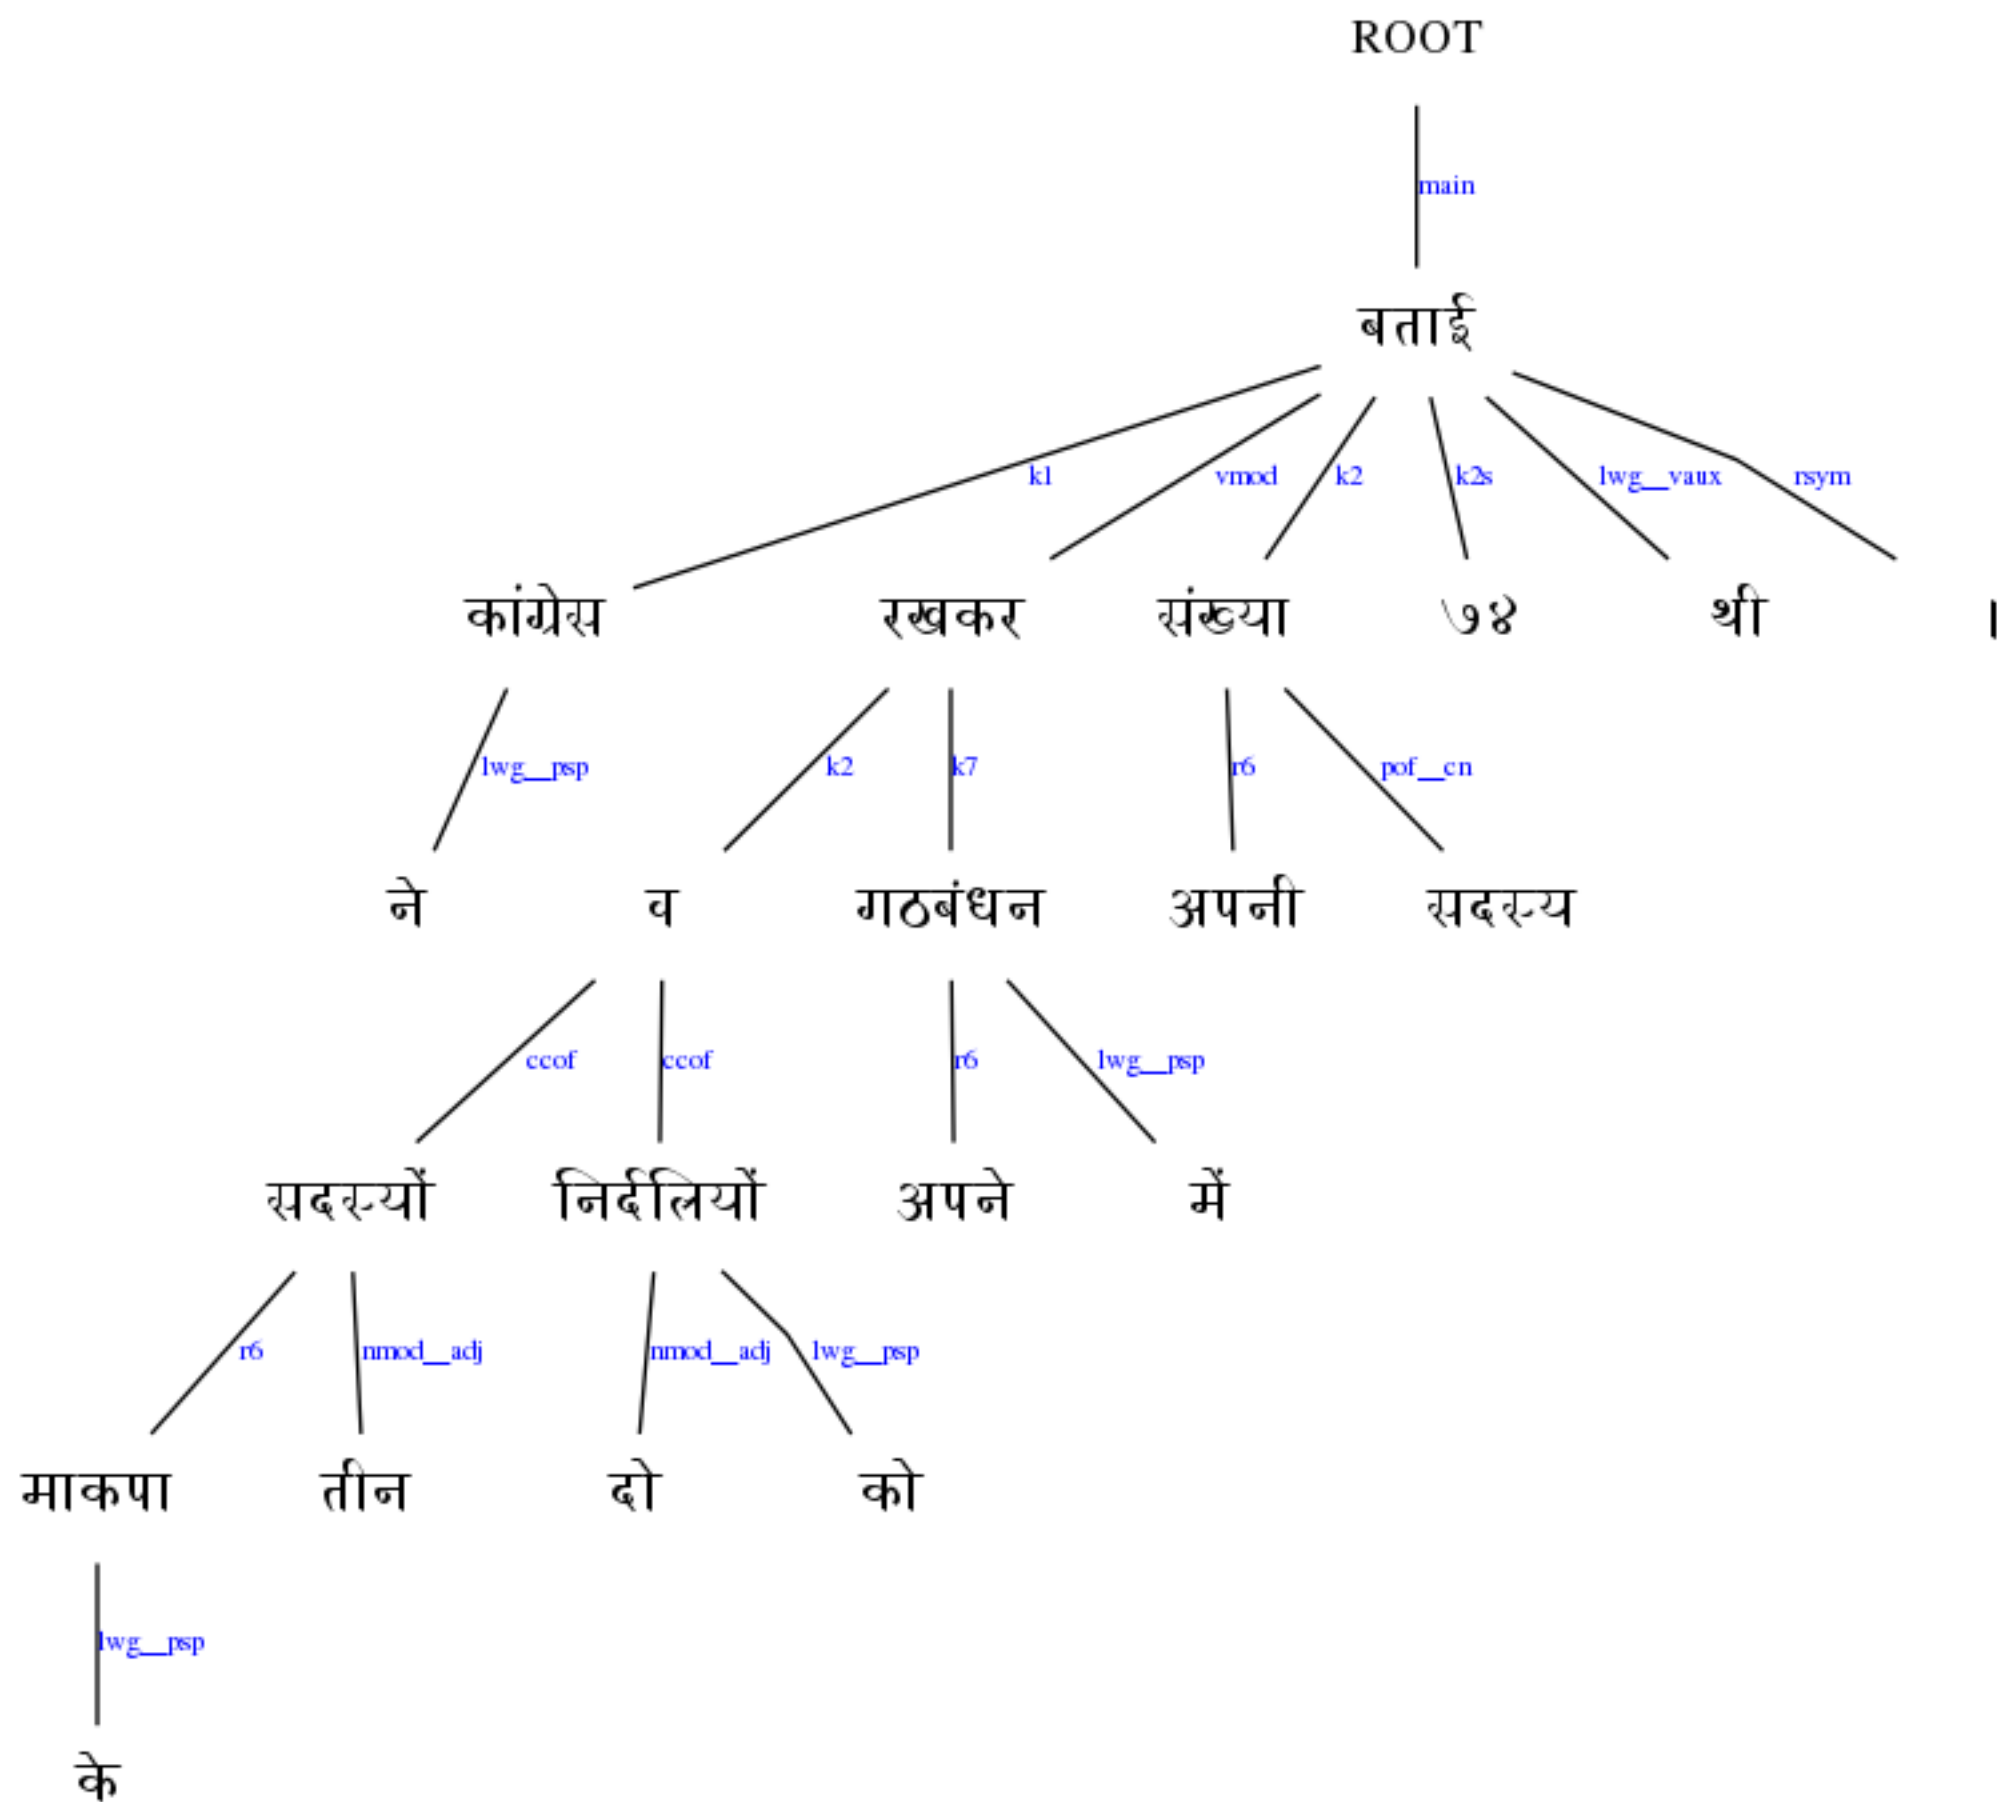 ROOT
main
बताई
k1 vmod k2 k2s lwg__vaux rsym
कांग्रेस रखकर संख्या ७४ थी ।
lwg__psp k2 k7 r6 pof__cn
ने व गठबंधन अपनी सदस्य
ccof ccof r6 lwg__psp
सदस्यों निर्दलियों अपने में
r6 nmod__adj nmod__adj lwg__psp
माकपा तीन दो को
lwg__psp
के